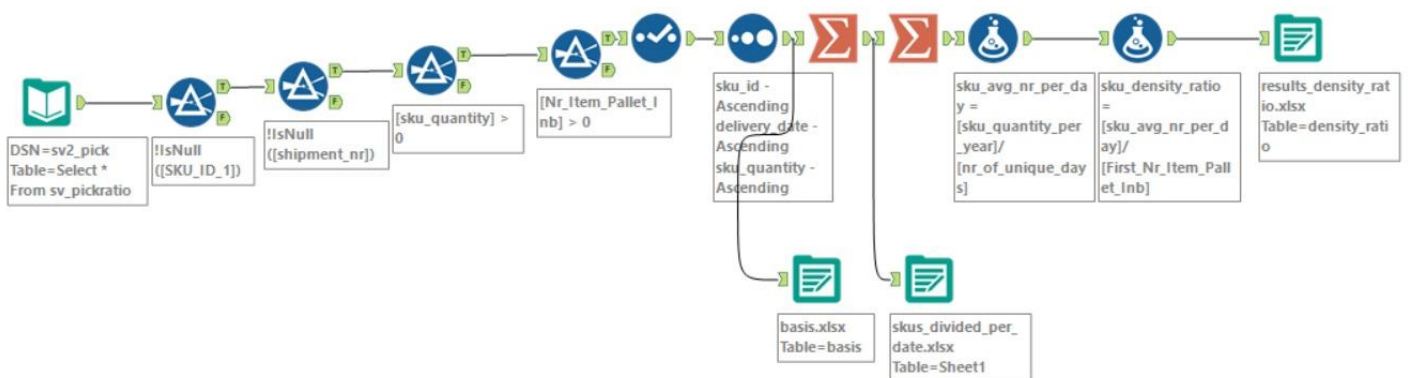 DSN=sv2_pick
Table=Select *
From sv_pickratio
!IsNull
([SKU_ID_1])
!IsNull
([shipment_nr])
[sku_quantity] >
0
[Nr_Item_Pallet_I
nb] > 0
sku_id -
Ascending
delivery_date -
Ascending
sku_quantity -
Ascending
sku_avg_nr_per_da
y =
[sku_quantity_per
_year]/
[nr_of_unique_day
s]
sku_density_ratio
=
[sku_avg_nr_per_d
ay]/
[First_Nr_Item_Pall
et_Inb]
results_density_rat
io.xlsx
Table=density_rati
o
basis.xlsx
Table=basis
skus_divided_per_
date.xlsx
Table=Sheet1
T
F
T
F
T
F
T
F